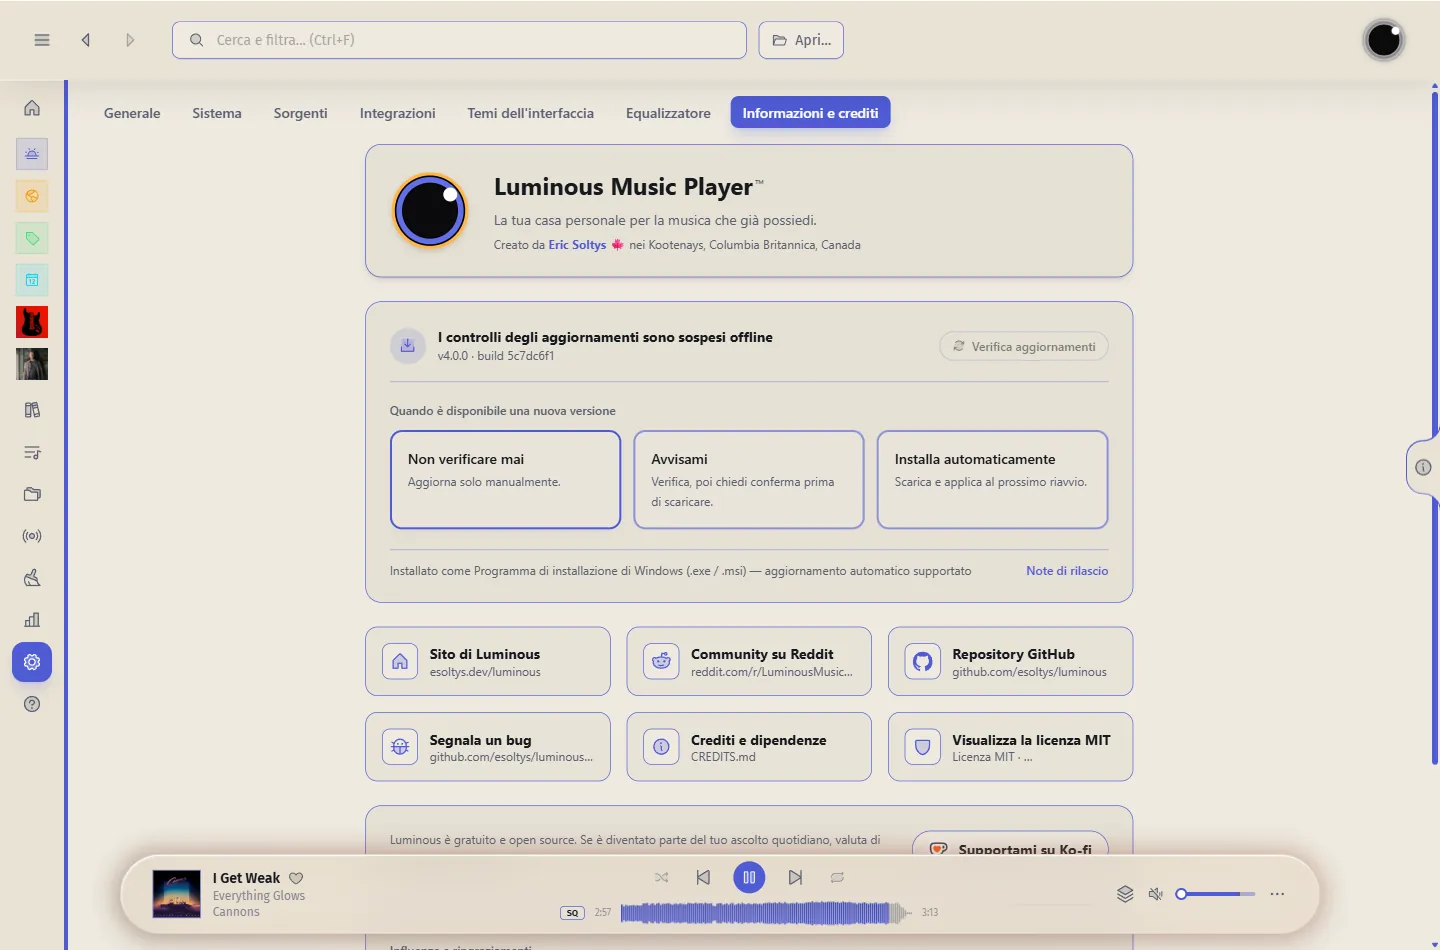 Cerca e filtra... (Ctrl+F)
Apri...
Generale
Sistema
Sorgenti
Integrazioni
Temi dell'interfaccia
Equalizzatore
Informazioni e crediti
Luminous Music Player™
La tua casa personale per la musica che già possiedi.
Creato da Eric Soltys nei Kootenays, Columbia Britannica, Canada
I controlli degli aggiornamenti sono sospesi offline
v4.0.0 · build 5c7dc6f1
Verifica aggiornamenti
Quando è disponibile una nuova versione
Non verificare mai
Aggiorna solo manualmente.
Avvisami
Verifica, poi chiedi conferma prima
di scaricare.
Installa automaticamente
Scarica e applica al prossimo riavvio.
Installato come Programma di installazione di Windows (.exe / .msi) — aggiornamento automatico supportato
Note di rilascio
Sito di Luminous
esoltys.dev/luminous
Community su Reddit
reddit.com/r/LuminousMusic...
Repository GitHub
github.com/esoltys/luminous
Segnala un bug
github.com/esoltys/luminous...
Crediti e dipendenze
CREDITS.md
Visualizza la licenza MIT
Licenza MIT · ...
Luminous è gratuito e open source. Se è diventato parte del tuo ascolto quotidiano, valuta di
Supportami su Ko-fi
I Get Weak
Everything Glows
Cannons
SQ
2:57
3:13